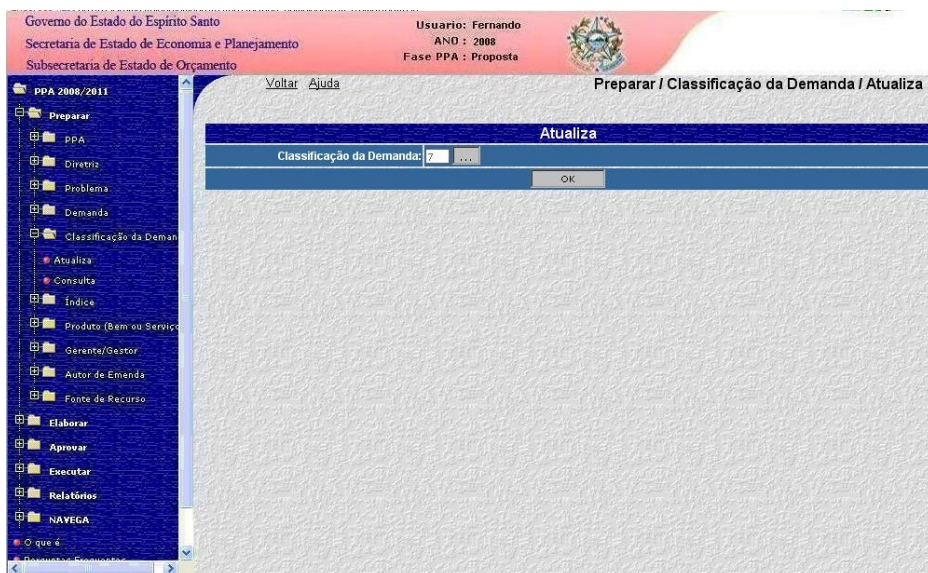 Governo do Estado do Espírito Santo
Secretaria de Estado de Economia e Planejamento
Subsecretaria de Estado de Orçamento
Usuario: Fernando
ANO : 2008
Fase PPA : Proposta
PPA 2008/2011
Preparar
PPA
Diretriz
Problema
Demanda
Classificação da Deman
Atualiza
Consulta
Índice
Produto (Bem ou Serviço
Gerente/Gestor
Autor de Emenda
Fonte de Recurso
Elaborar
Aprovar
Executar
Relatórios
NAVEGA
O que é
Perguntas Frequentes
Voltar Ajuda
Preparar / Classificação da Demanda / Atualiza
Atualiza
Classificação da Demanda: 7 ...
OK